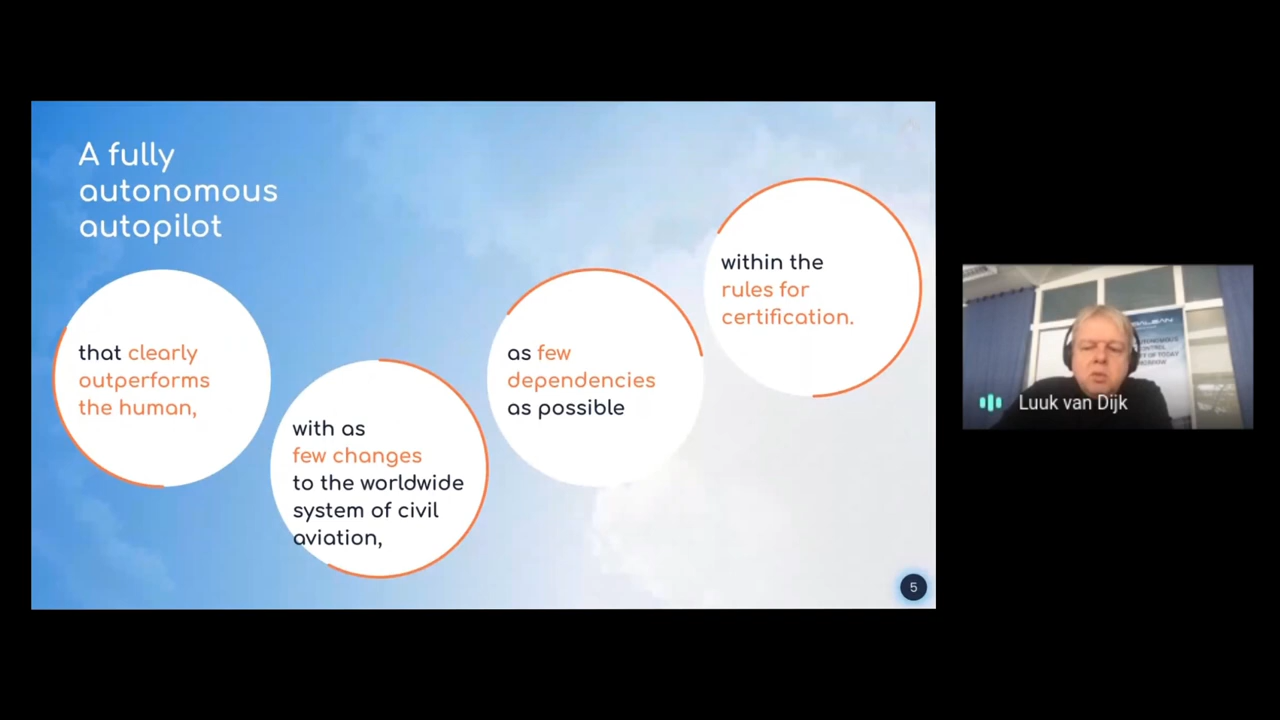 A fully
autonomous
autopilot
that clearly
outperforms
the human,
with as
few changes
to the worldwide
system of civil
aviation,
as few
dependencies
as possible
within the
rules for
certification.
5
Luuk van Dijk